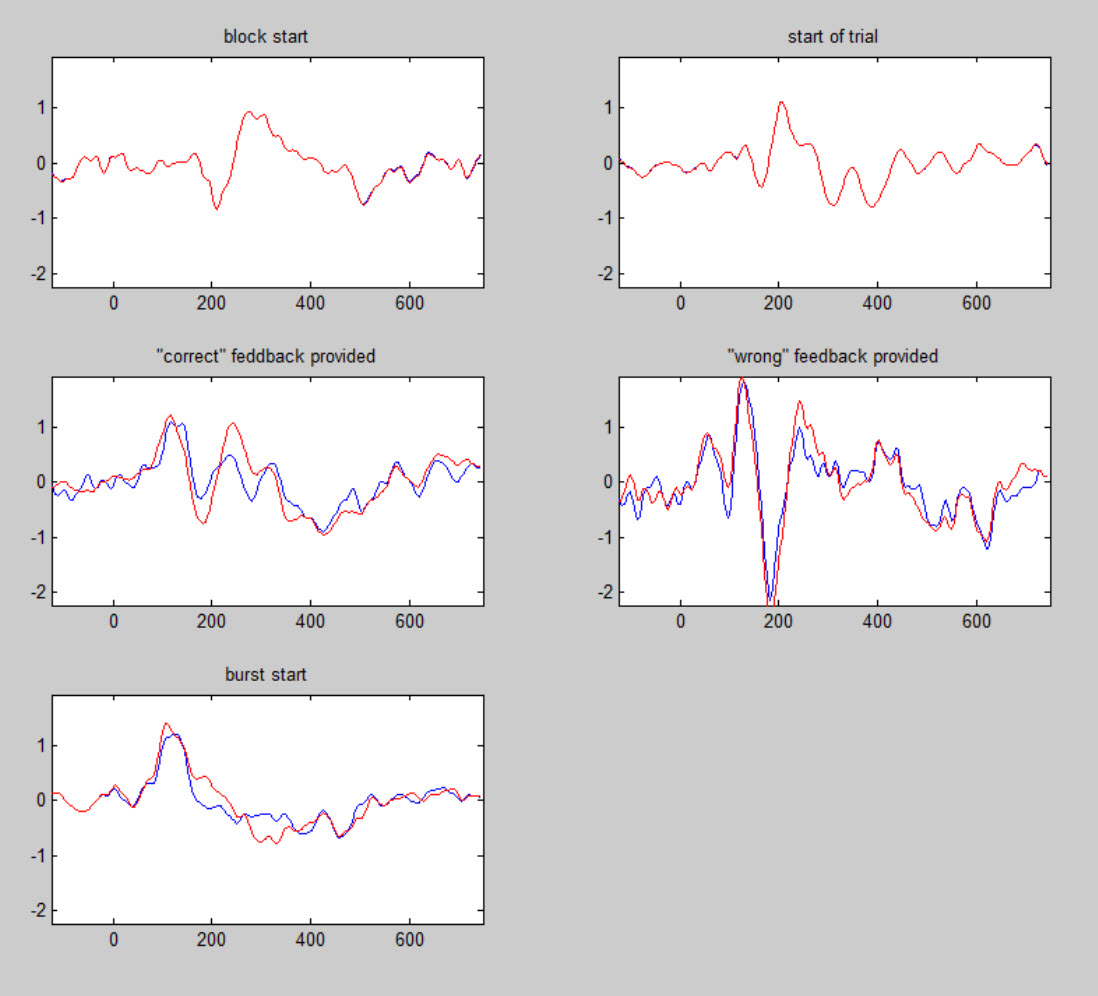 block start
1
0
-1
-2
0 200 400 600
start of trial
1
0
-1
-2
0 200 400 600
"correct" feddback provided
1
0
-1
-2
0 200 400 600
"wrong" feedback provided
1
0
-1
-2
0 200 400 600
burst start
1
0
-1
-2
0 200 400 600